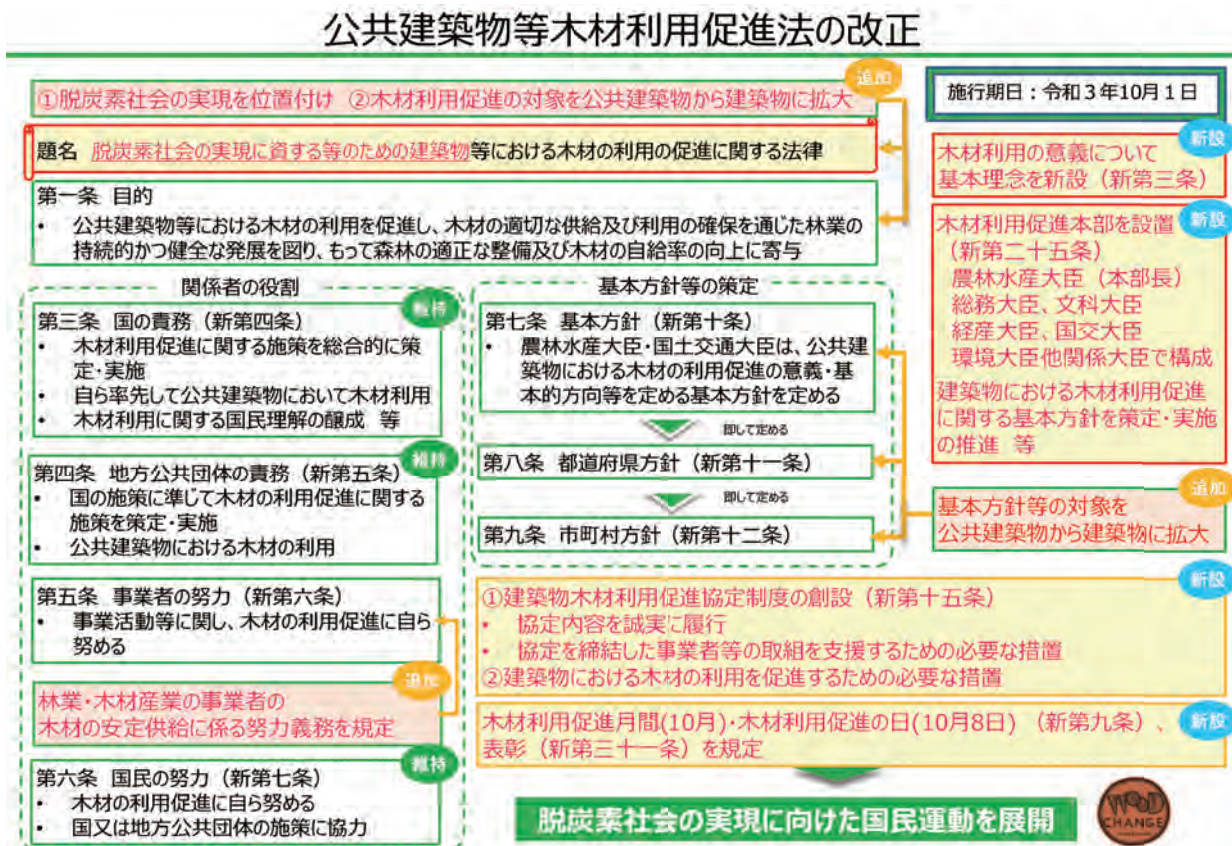 公共建築物等木材利用促進法の改正
追加
①脱炭素社会の実現を位置付け ②木材利用促進の対象を公共建築物から建築物に拡大
施行期日：令和３年10月１日
題名 脱炭素社会の実現に資する等のための建築物等における木材の利用の促進に関する法律
第一条 目的
・ 公共建築物等における木材の利用を促進し、木材の適切な供給及び利用の確保を通じた林業の
持続的かつ健全な発展を図り、もって森林の適正な整備及び木材の自給率の向上に寄与
新設
木材利用の意義について
基本理念を新設（新第三条）
新設
木材利用促進本部を設置
（新第二十五条）
農林水産大臣（本部長）
総務大臣、文科大臣
経産大臣、国交大臣
環境大臣他関係大臣で構成
建築物における木材利用促進
に関する基本方針を策定・実施
の推進 等
関係者の役割
維持
第三条 国の責務（新第四条）
・ 木材利用促進に関する施策を総合的に策
定・実施
・ 自ら率先して公共建築物において木材利用
・ 木材利用に関する国民理解の醸成 等
維持
第四条 地方公共団体の責務（新第五条）
・ 国の施策に準じて木材の利用促進に関する
施策を策定・実施
・ 公共建築物における木材の利用
第五条 事業者の努力（新第六条）
・ 事業活動等に関し、木材の利用促進に自ら
努める
追加
林業・木材産業の事業者の
木材の安定供給に係る努力義務を規定
維持
第六条 国民の努力（新第七条）
・ 木材の利用促進に自ら努める
・ 国又は地方公共団体の施策に協力
基本方針等の策定
第七条 基本方針（新第十条）
・ 農林水産大臣・国土交通大臣は、公共建
築物における木材の利用促進の意義・基
本的方向等を定める基本方針を定める
即して定める
第八条 都道府県方針（新第十一条）
即して定める
第九条 市町村方針（新第十二条）
追加
基本方針等の対象を
公共建築物から建築物に拡大
新設
①建築物木材利用促進協定制度の創設（新第十五条）
・ 協定内容を誠実に履行
・ 協定を締結した事業者等の取組を支援するための必要な措置
②建築物における木材の利用を促進するための必要な措置
新設
木材利用促進月間(10月)・木材利用促進の日(10月8日) （新第九条）、
表彰（新第三十一条）を規定
脱炭素社会の実現に向けた国民運動を展開
WOOD
CHANGE